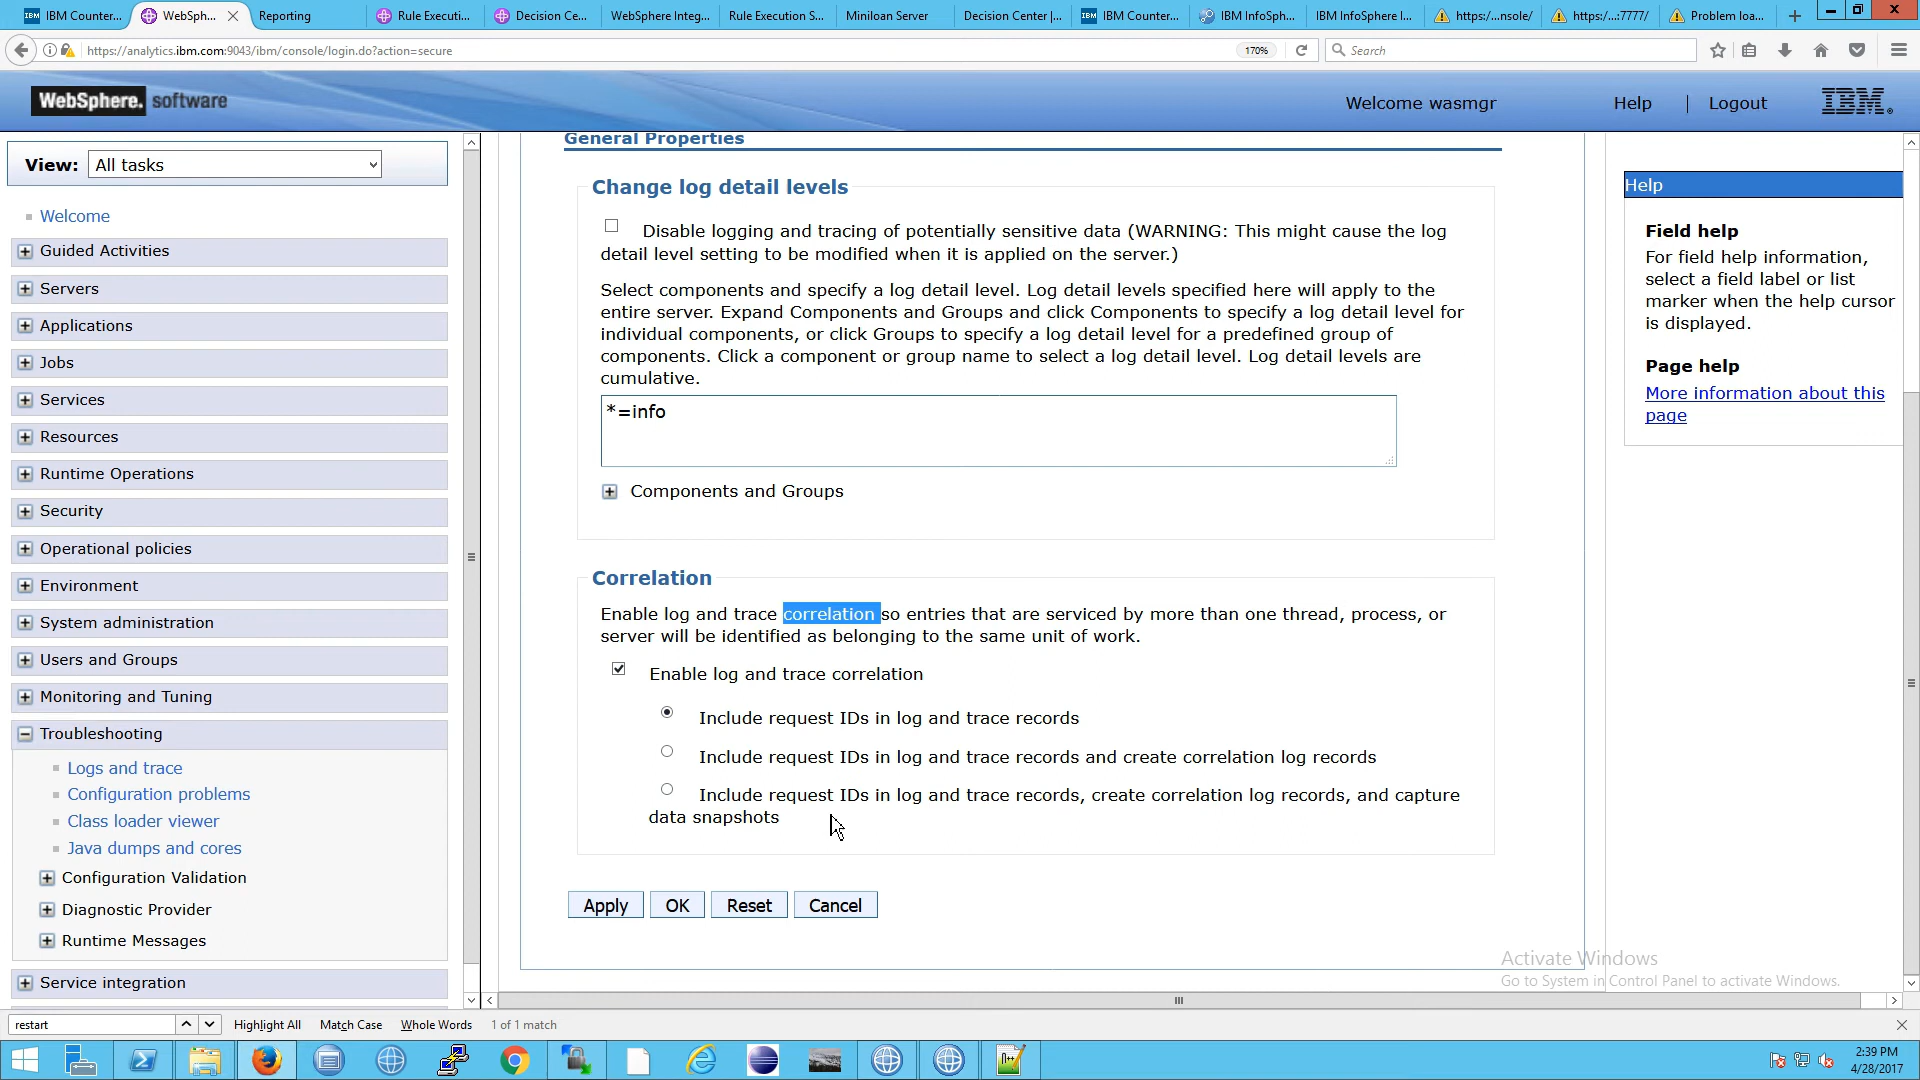 IBM Counter...
WebSph...
Reporting
Rule Executi...
Decision Ce...
WebSphere Integ...
Rule Execution S...
Miniloan Server
Decision Center |...
IBM Counter...
IBM InfoSph...
IBM InfoSphere I...
https:/...nsole/
https:/...:7777/
Problem loa...
https://analytics.ibm.com:9043/ibm/console/login.do?action=secure
170%
Search
WebSphere. software
Welcome wasmgr
Help
Logout
IBM.
View:
All tasks
Welcome
Guided Activities
Servers
Applications
Jobs
Services
Resources
Runtime Operations
Security
Operational policies
Environment
System administration
Users and Groups
Monitoring and Tuning
Troubleshooting
Logs and trace
Configuration problems
Class loader viewer
Java dumps and cores
Configuration Validation
Diagnostic Provider
Runtime Messages
Service integration
General Properties
Change log detail levels
Disable logging and tracing of potentially sensitive data (WARNING: This might cause the log
detail level setting to be modified when it is applied on the server.)
Select components and specify a log detail level. Log detail levels specified here will apply to the
entire server. Expand Components and Groups and click Components to specify a log detail level for
individual components, or click Groups to specify a log detail level for a predefined group of
components. Click a component or group name to select a log detail level. Log detail levels are
cumulative.
*=info
Components and Groups
Correlation
Enable log and trace correlation so entries that are serviced by more than one thread, process, or
server will be identified as belonging to the same unit of work.
Enable log and trace correlation
Include request IDs in log and trace records
Include request IDs in log and trace records and create correlation log records
Include request IDs in log and trace records, create correlation log records, and capture
data snapshots
Apply
OK
Reset
Cancel
Help
Field help
For field help information,
select a field label or list
marker when the help cursor
is displayed.
Page help
More information about this
page
Activate Windows
Go to System in Control Panel to activate Windows.
restart
Highlight All
Match Case
Whole Words
1 of 1 match
2:39 PM
4/28/2017